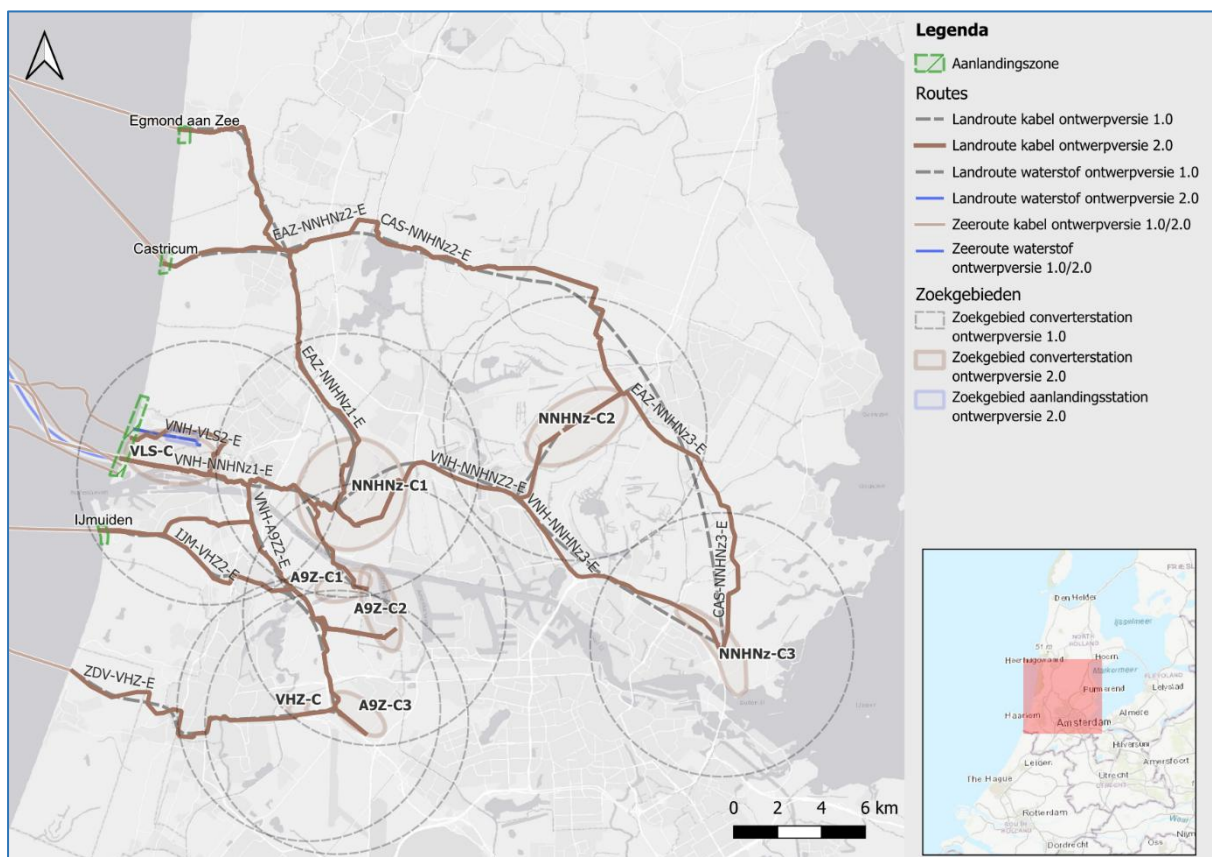 Egmond aan Zee
EAZ-NNHNz2-E
CAS-NNHNz2-E
Castricum
EAZ-NNHNz1-E
EAZ-NNHNz3-E
NNHNz-C2
VNH-VLS2-E
VLS-C
VNH-NNHNz1-E
NNHNz-C1
VNH-NNHNZ2-E
VNH-NNHNz3-E
CAS-NNHNz3-E
IJmuiden
VNH-A9Z2-E
IJM-VHZ2-E
A9Z-C1
A9Z-C2
NNHNz-C3
ZDV-VHZ-E
VHZ-C
A9Z-C3
0 2 4 6 km
Legenda
Aanlandingszone
Routes
Landroute kabel ontwerpversie 1.0
Landroute kabel ontwerpversie 2.0
Landroute waterstof ontwerpversie 1.0
Landroute waterstof ontwerpversie 2.0
Zeeroute kabel ontwerpversie 1.0/2.0
Zeeroute waterstof
ontwerpversie 1.0/2.0
Zoekgebieden
Zoekgebied converterstation
ontwerpversie 1.0
Zoekgebied converterstation
ontwerpversie 2.0
Zoekgebied aanlandingsstation
ontwerpversie 2.0
Den Helder
Hoorn
Purmerend
Lelystad
Haarlem
Amsterdam
Almere
Hilversum
Leiden
Amersfoort
The Hague
Utrecht
Rotterdam
Dordrecht